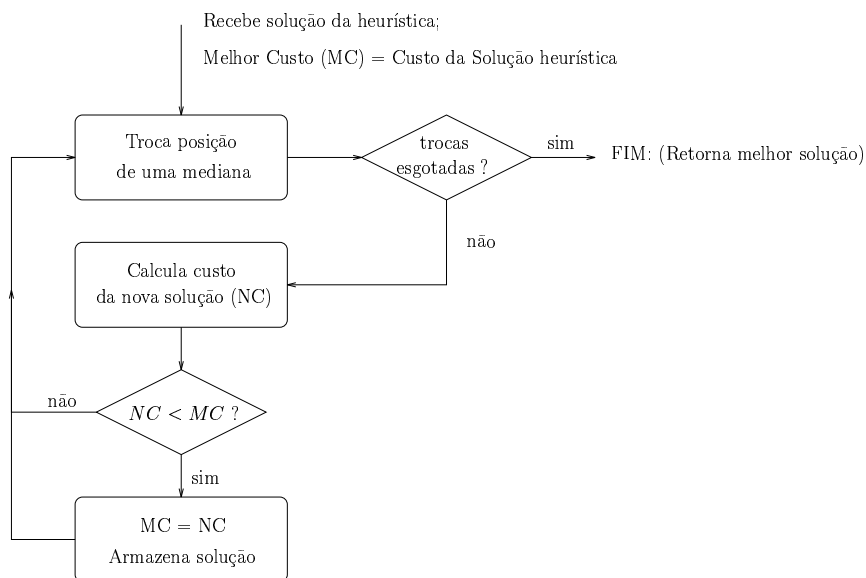 Recebe solução da heurística;
Melhor Custo (MC) = Custo da Solução heurística
Troca posição
de uma mediana
trocas
esgotadas ?
sim
FIM: (Retorna melhor solução)
não
Calcula custo
da nova solução (NC)
não
NC < MC ?
sim
MC = NC
Armazena solução